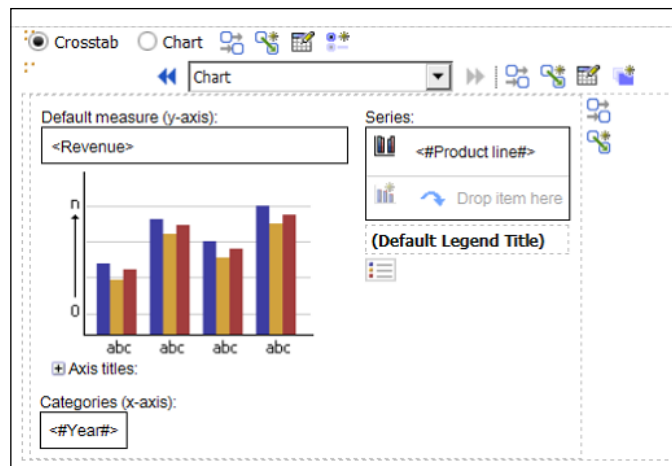 Crosstab Chart
Chart
Default measure (y-axis):
<Revenue>
Series:
<#Product line#>
Drop item here
(Default Legend Title)
n
0
abc abc abc abc
Axis titles:
Categories (x-axis):
<#Year#>